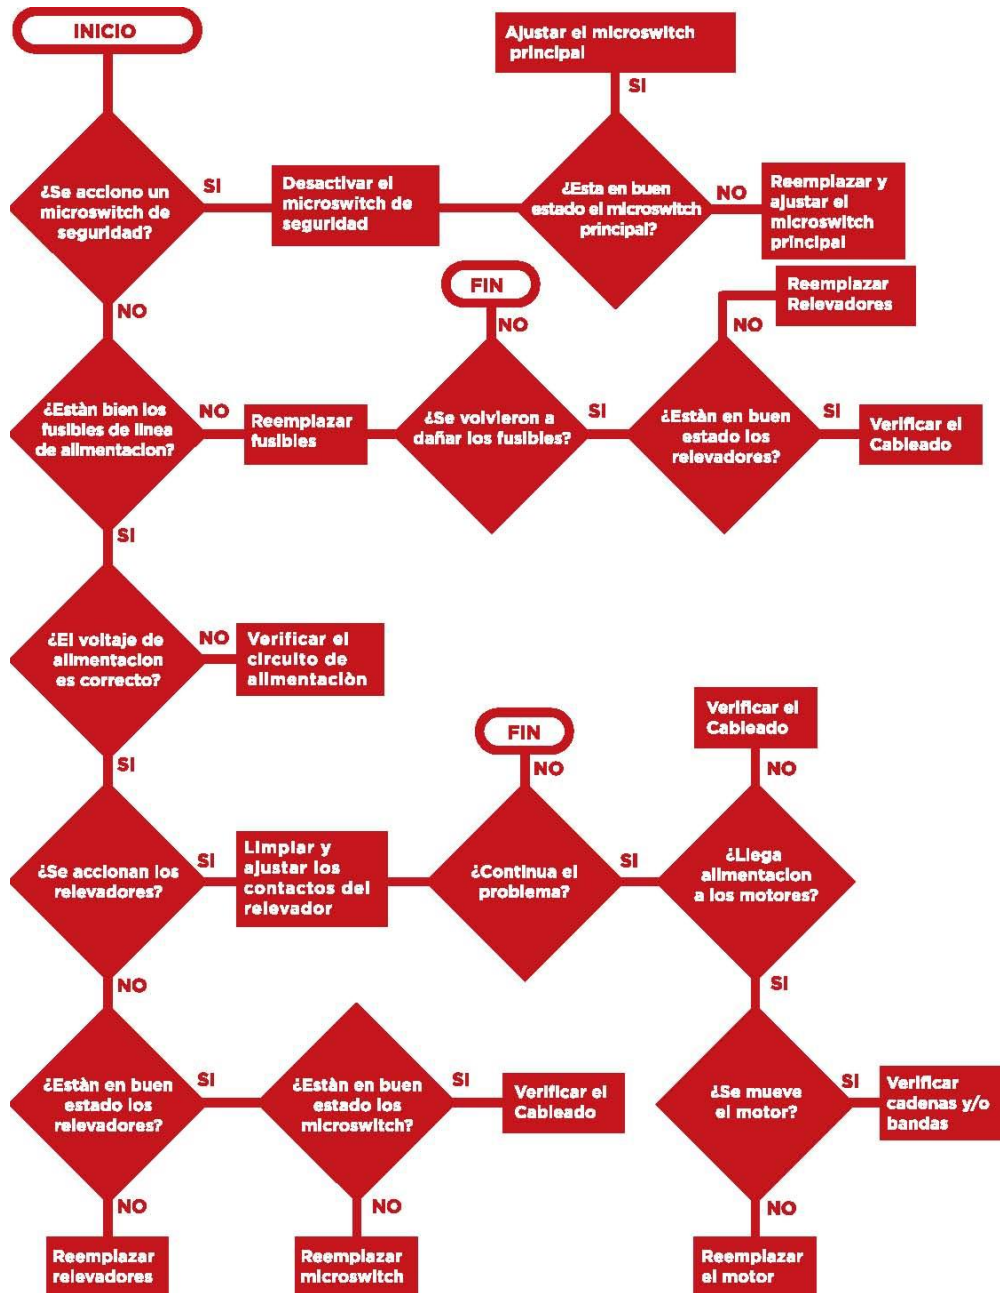 INICIO
Ajustar el microswitch
principal
SI
¿Se acciono un
microswitch de
seguridad?
SI
Desactivar el
microswitch de
seguridad
¿Esta en buen
estado el microswitch
principal?
NO
Reemplazar y
ajustar el
microswitch
principal
NO
FIN
NO
Reemplazar
Relevadores
NO
¿Estàn bien los
fusibles de linea
de alimentacion?
NO
Reemplazar
fusibles
¿Se volvieron a
dañar los fusibles?
SI
¿Estàn en buen
estado los
relevadores?
SI
Verificar el
Cableado
SI
¿El voltaje de
alimentacion
es correcto?
NO
Verificar el
circuito de
alimentaciòn
SI
FIN
NO
Verificar el
Cableado
NO
¿Se accionan los
relevadores?
SI
Limpiar y
ajustar los
contactos del
relevador
¿Continua el
problema?
SI
¿Llega
alimentacion
a los motores?
NO
SI
¿Estàn en buen
estado los
relevadores?
SI
¿Estàn en buen
estado los
microswitch?
SI
Verificar el
Cableado
¿Se mueve
el motor?
SI
Verificar
cadenas y/o
bandas
NO
Reemplazar
relevadores
NO
Reemplazar
microswitch
NO
Reemplazar
el motor